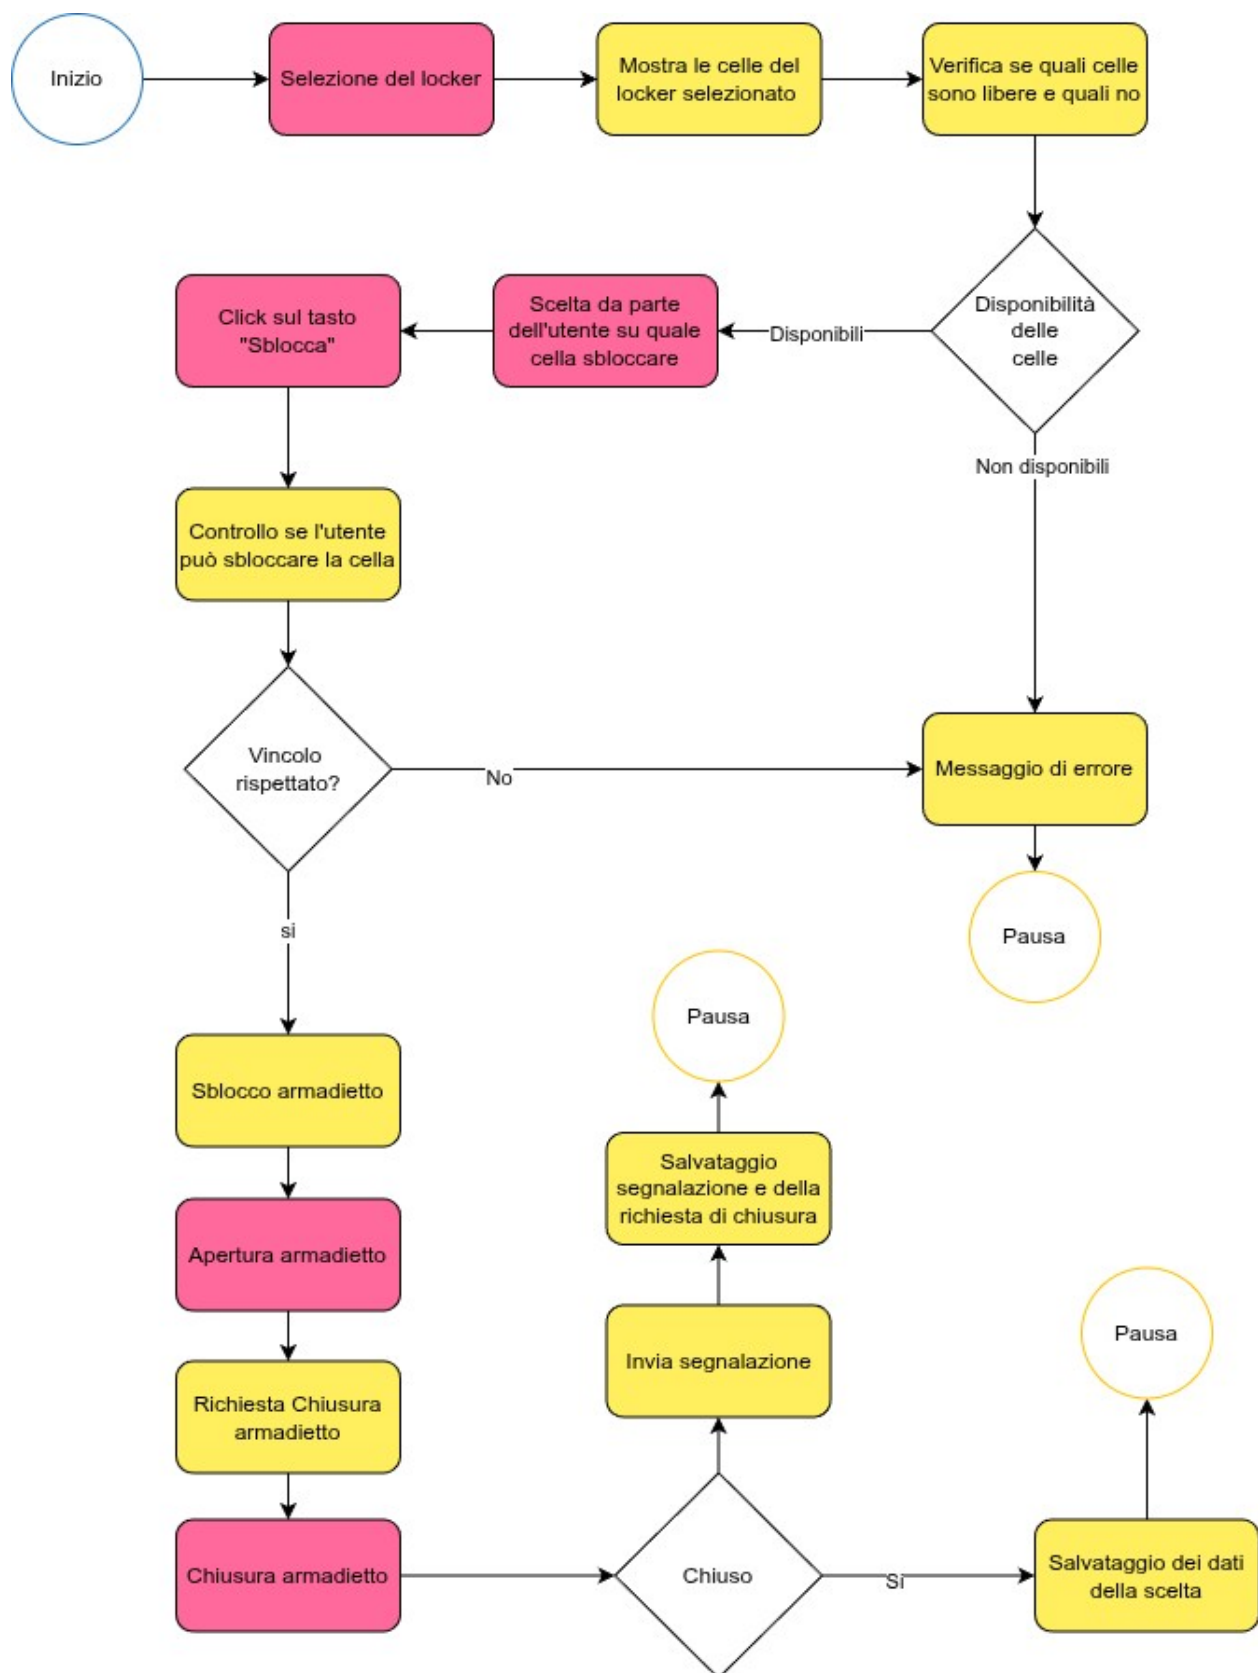 Inizio
Selezione del locker
Mostra le celle del
locker selezionato
Verifica se quali celle
sono libere e quali no
Click sul tasto
"Sblocca"
Scelta da parte
dell'utente su quale
cella sbloccare
Disponibili
Disponibilità
delle
celle
Non disponibili
Controllo se l'utente
può sbloccare la cella
Vincolo
rispettato?
No
Messaggio di errore
si
Pausa
Pausa
Sblocco armadietto
Salvataggio
segnalazione e della
richiesta di chiusura
Apertura armadietto
Invia segnalazione
Pausa
Richiesta Chiusura
armadietto
Chiusura armadietto
Chiuso
Si
Salvataggio dei dati
della scelta